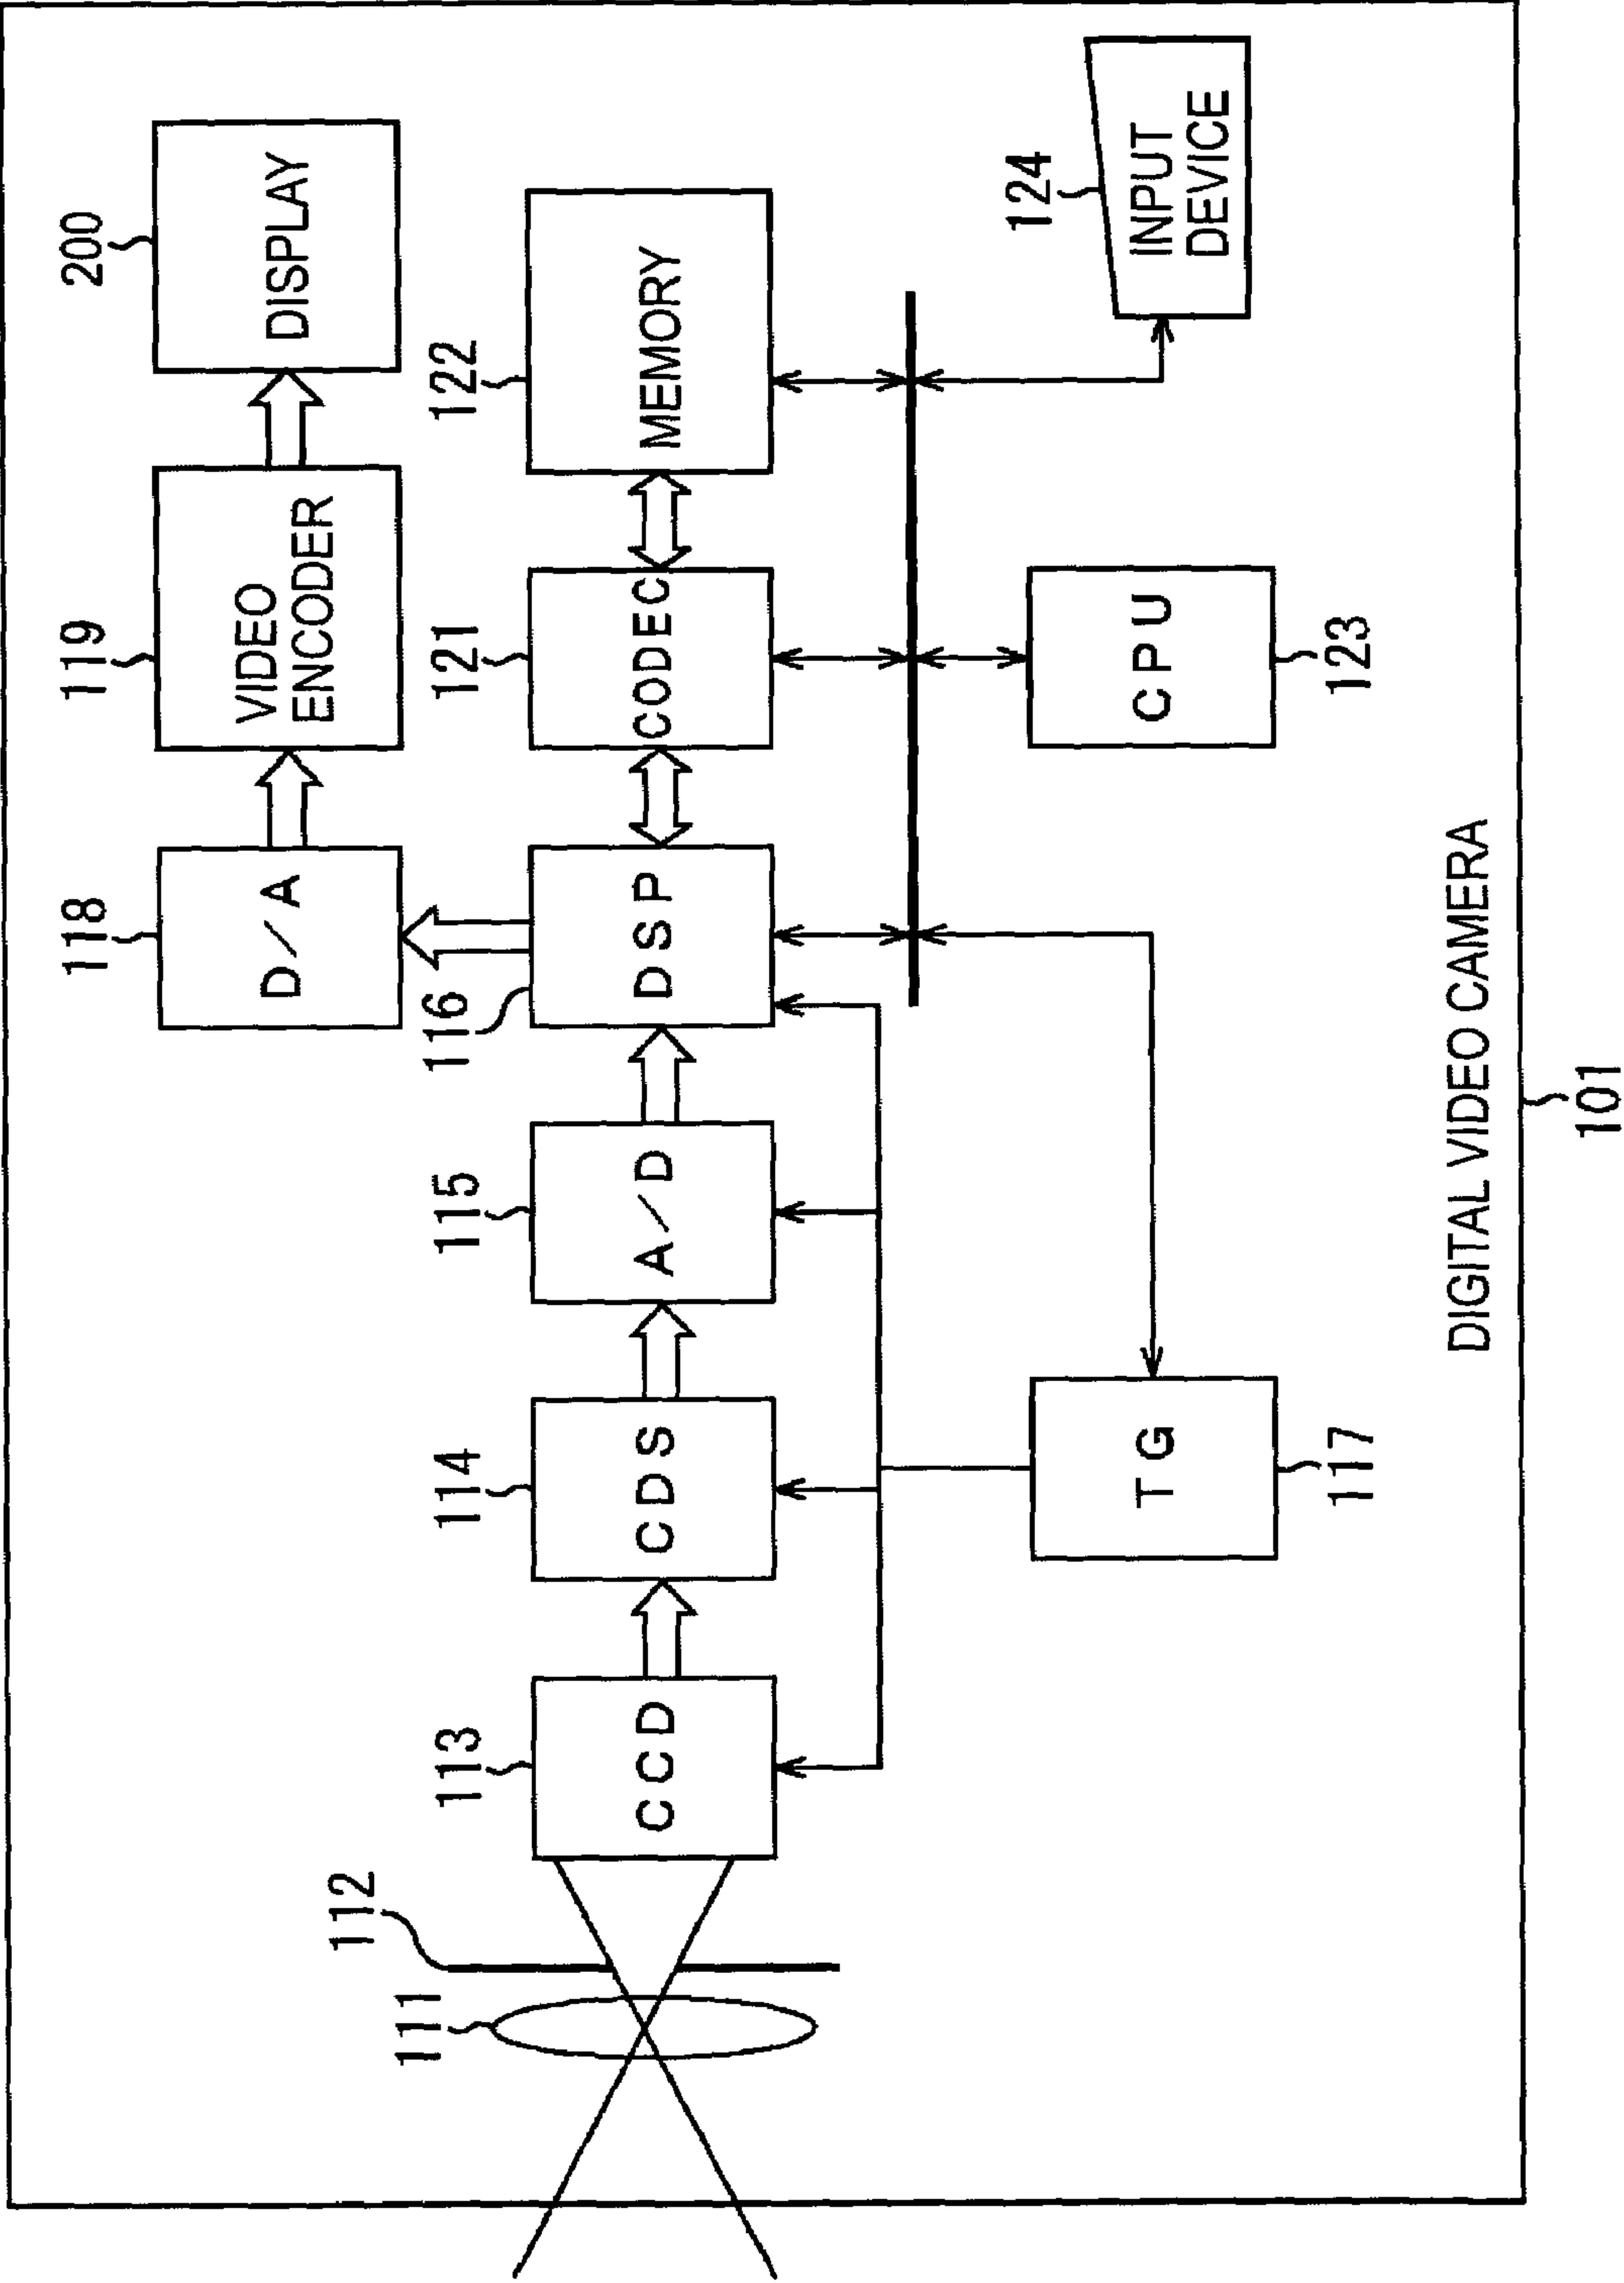 200
DISPLAY
119
VIDEO
ENCODER
118
D/A
122
MEMORY
121
CODEC
116
DSP
115
A/D
114
CDS
113
CCD
112
111
124
INPUT
DEVICE
CPU
123
TG
117
DIGITAL VIDEO CAMERA
101